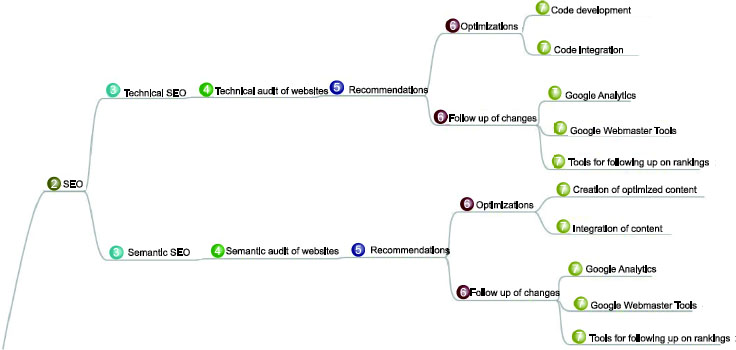 7 Code development
6 Optimizations
7 Code integration
3 Technical SEO
4 Technical audit of websites
5 Recommendations
7 Google Analytics
6 Follow up of changes
7 Google Webmaster Tools
7 Tools for following up on rankings
2 SEO
7 Creation of optimized content
6 Optimizations
7 Integration of content
3 Semantic SEO
4 Semantic audit of websites
5 Recommendations
7 Google Analytics
6 Follow up of changes
7 Google Webmaster Tools
7 Tools for following up on rankings